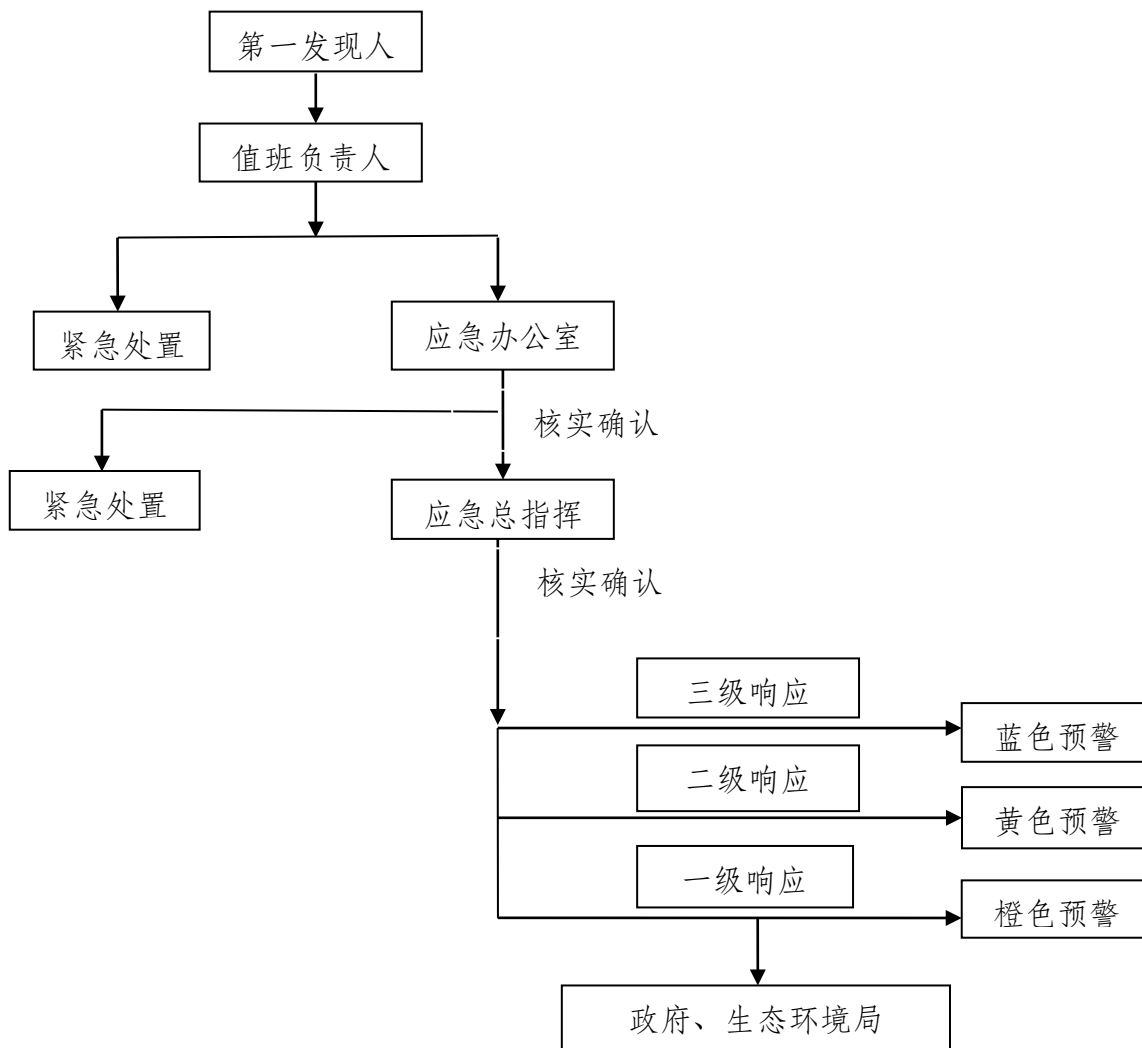 第一发现人
值班负责人
紧急处置
应急办公室
核实确认
紧急处置
应急总指挥
核实确认
三级响应
蓝色预警
二级响应
黄色预警
一级响应
橙色预警
政府、生态环境局